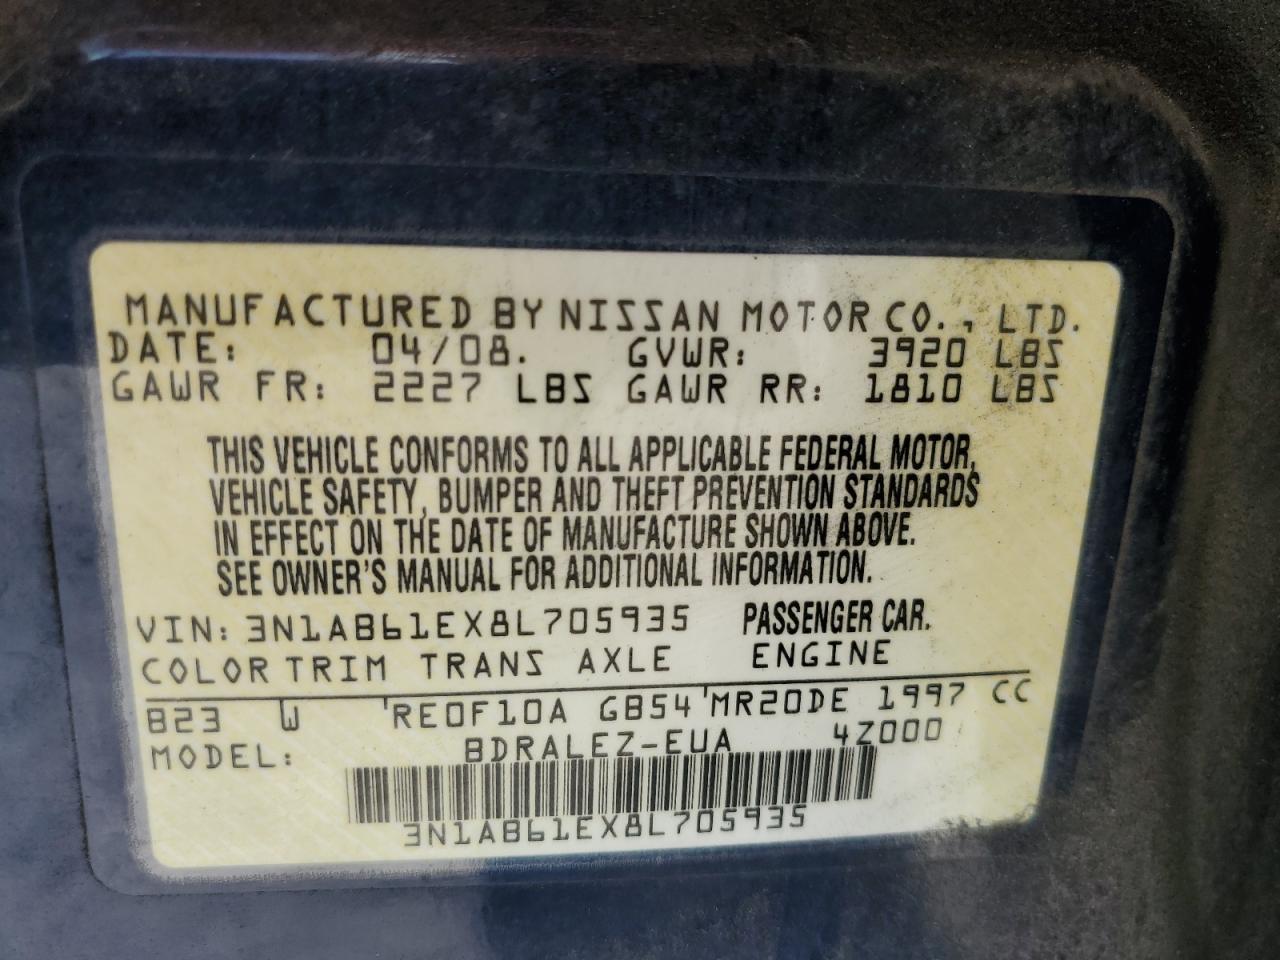 MANUFACTURED BY NISSAN MOTOR CO., LTD.
DATE: 04/08. GVWR: 3920 LBS
GAWR FR: 2227 LBS GAWR RR: 1810 LBS
THIS VEHICLE CONFORMS TO ALL APPLICABLE FEDERAL MOTOR,
VEHICLE SAFETY, BUMPER AND THEFT PREVENTION STANDARDS
IN EFFECT ON THE DATE OF MANUFACTURE SHOWN ABOVE.
SEE OWNER'S MANUAL FOR ADDITIONAL INFORMATION.
VIN: 3N1AB61EX8L705935 PASSENGER CAR.
COLOR TRIM TRANS AXLE ENGINE
B23 W 'RE0F10A GB54 'MR20DE 1997 CC
MODEL: BDRALEZ-EUA 4Z000
3N1AB61EX8L705935